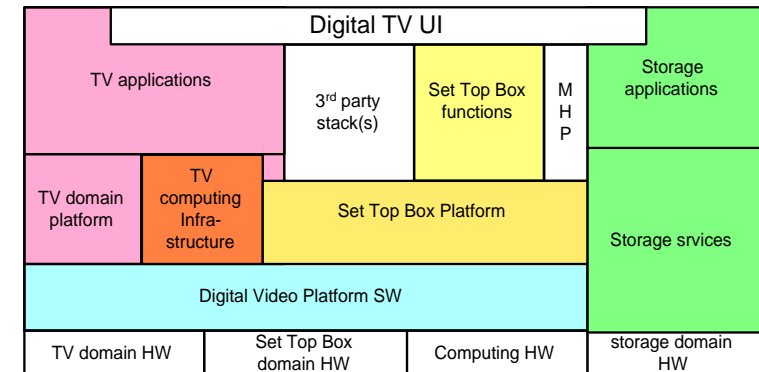 Digital TV UI
TV applications
3rd party
stack(s)
Set Top Box
functions
M
H
P
Storage
applications
TV domain
platform
TV
computing
Infra-
structure
Set Top Box Platform
Storage srvices
Digital Video Platform SW
TV domain HW
Set Top Box
domain HW
Computing HW
storage domain
HW